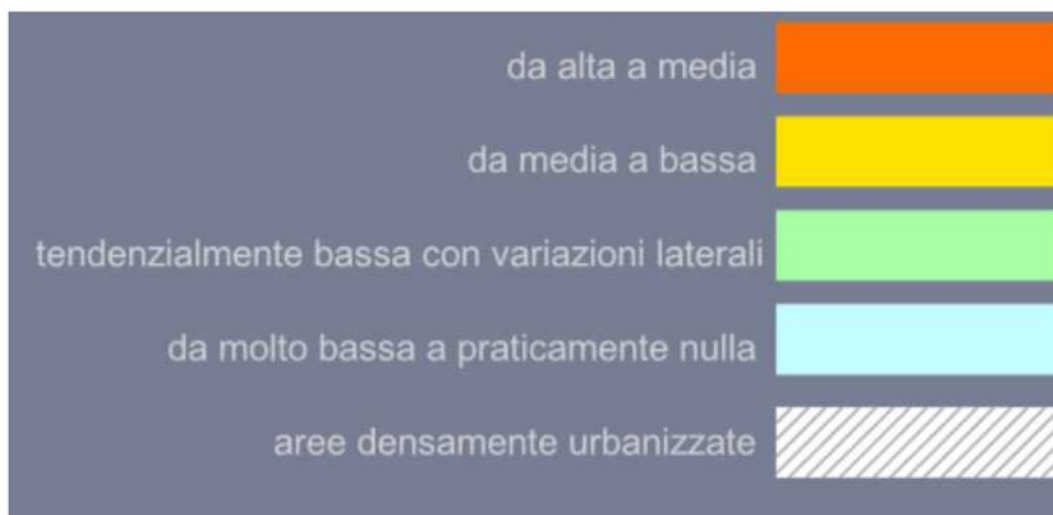 da alta a media
da media a bassa
tendenzialmente bassa con variazioni laterali
da molto bassa a praticamente nulla
aree densamente urbanizzate